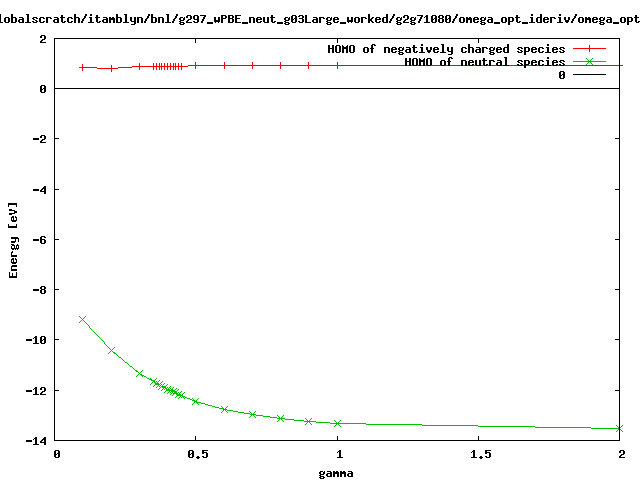 lobalscratch/itamblyn/bnl/g297_wPBE_neut_g03Large_worked/g2g71080/omega_opt_ideriv/omega_opt
HOMO of negatively charged species
HOMO of neutral species
0
2
0
-2
-4
-6
-8
-10
-12
-14
Energy [eV]
0 0.5 1 1.5 2
gamma